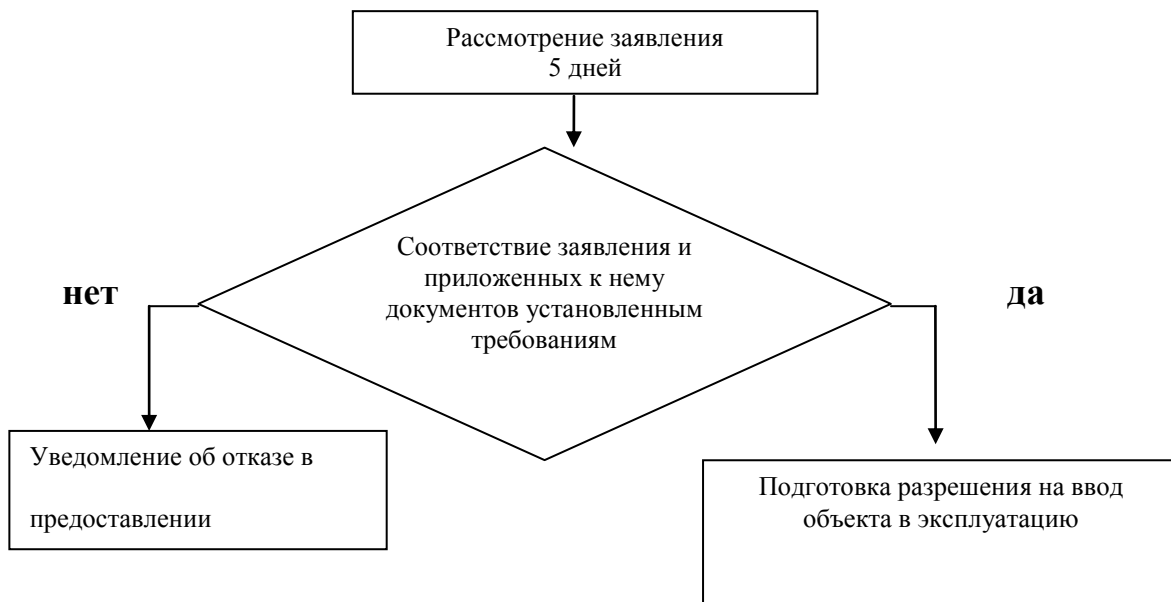 Рассмотрение заявления
5 дней
Соответствие заявления и
приложенных к нему
документов установленным
требованиям
нет
да
Уведомление об отказе в
предоставлении
Подготовка разрешения на ввод
объекта в эксплуатацию